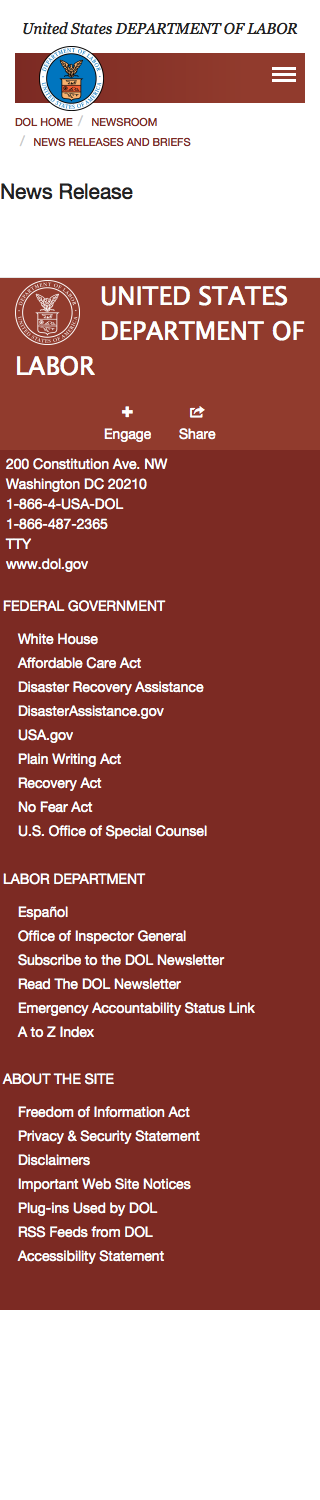 United States DEPARTMENT OF LABOR
DOL HOME / NEWSROOM
/ NEWS RELEASES AND BRIEFS
News Release
UNITED STATES
DEPARTMENT OF
LABOR
Engage Share
200 Constitution Ave. NW
Washington DC 20210
1-866-4-USA-DOL
1-866-487-2365
TTY
www.dol.gov
FEDERAL GOVERNMENT
White House
Affordable Care Act
Disaster Recovery Assistance
DisasterAssistance.gov
USA.gov
Plain Writing Act
Recovery Act
No Fear Act
U.S. Office of Special Counsel
LABOR DEPARTMENT
Español
Office of Inspector General
Subscribe to the DOL Newsletter
Read The DOL Newsletter
Emergency Accountability Status Link
A to Z Index
ABOUT THE SITE
Freedom of Information Act
Privacy & Security Statement
Disclaimers
Important Web Site Notices
Plug-ins Used by DOL
RSS Feeds from DOL
Accessibility Statement